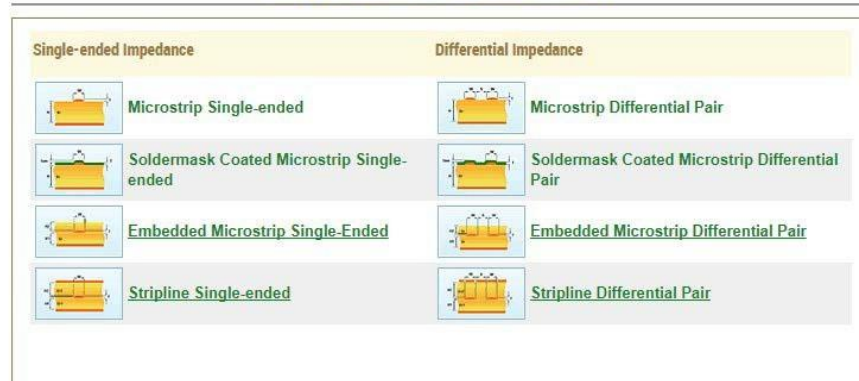 Single-ended Impedance
Differential Impedance
Microstrip Single-ended
Microstrip Differential Pair
Soldermask Coated Microstrip Single-
ended
Soldermask Coated Microstrip Differential
Pair
Embedded Microstrip Single-Ended
Embedded Microstrip Differential Pair
Stripline Single-ended
Stripline Differential Pair